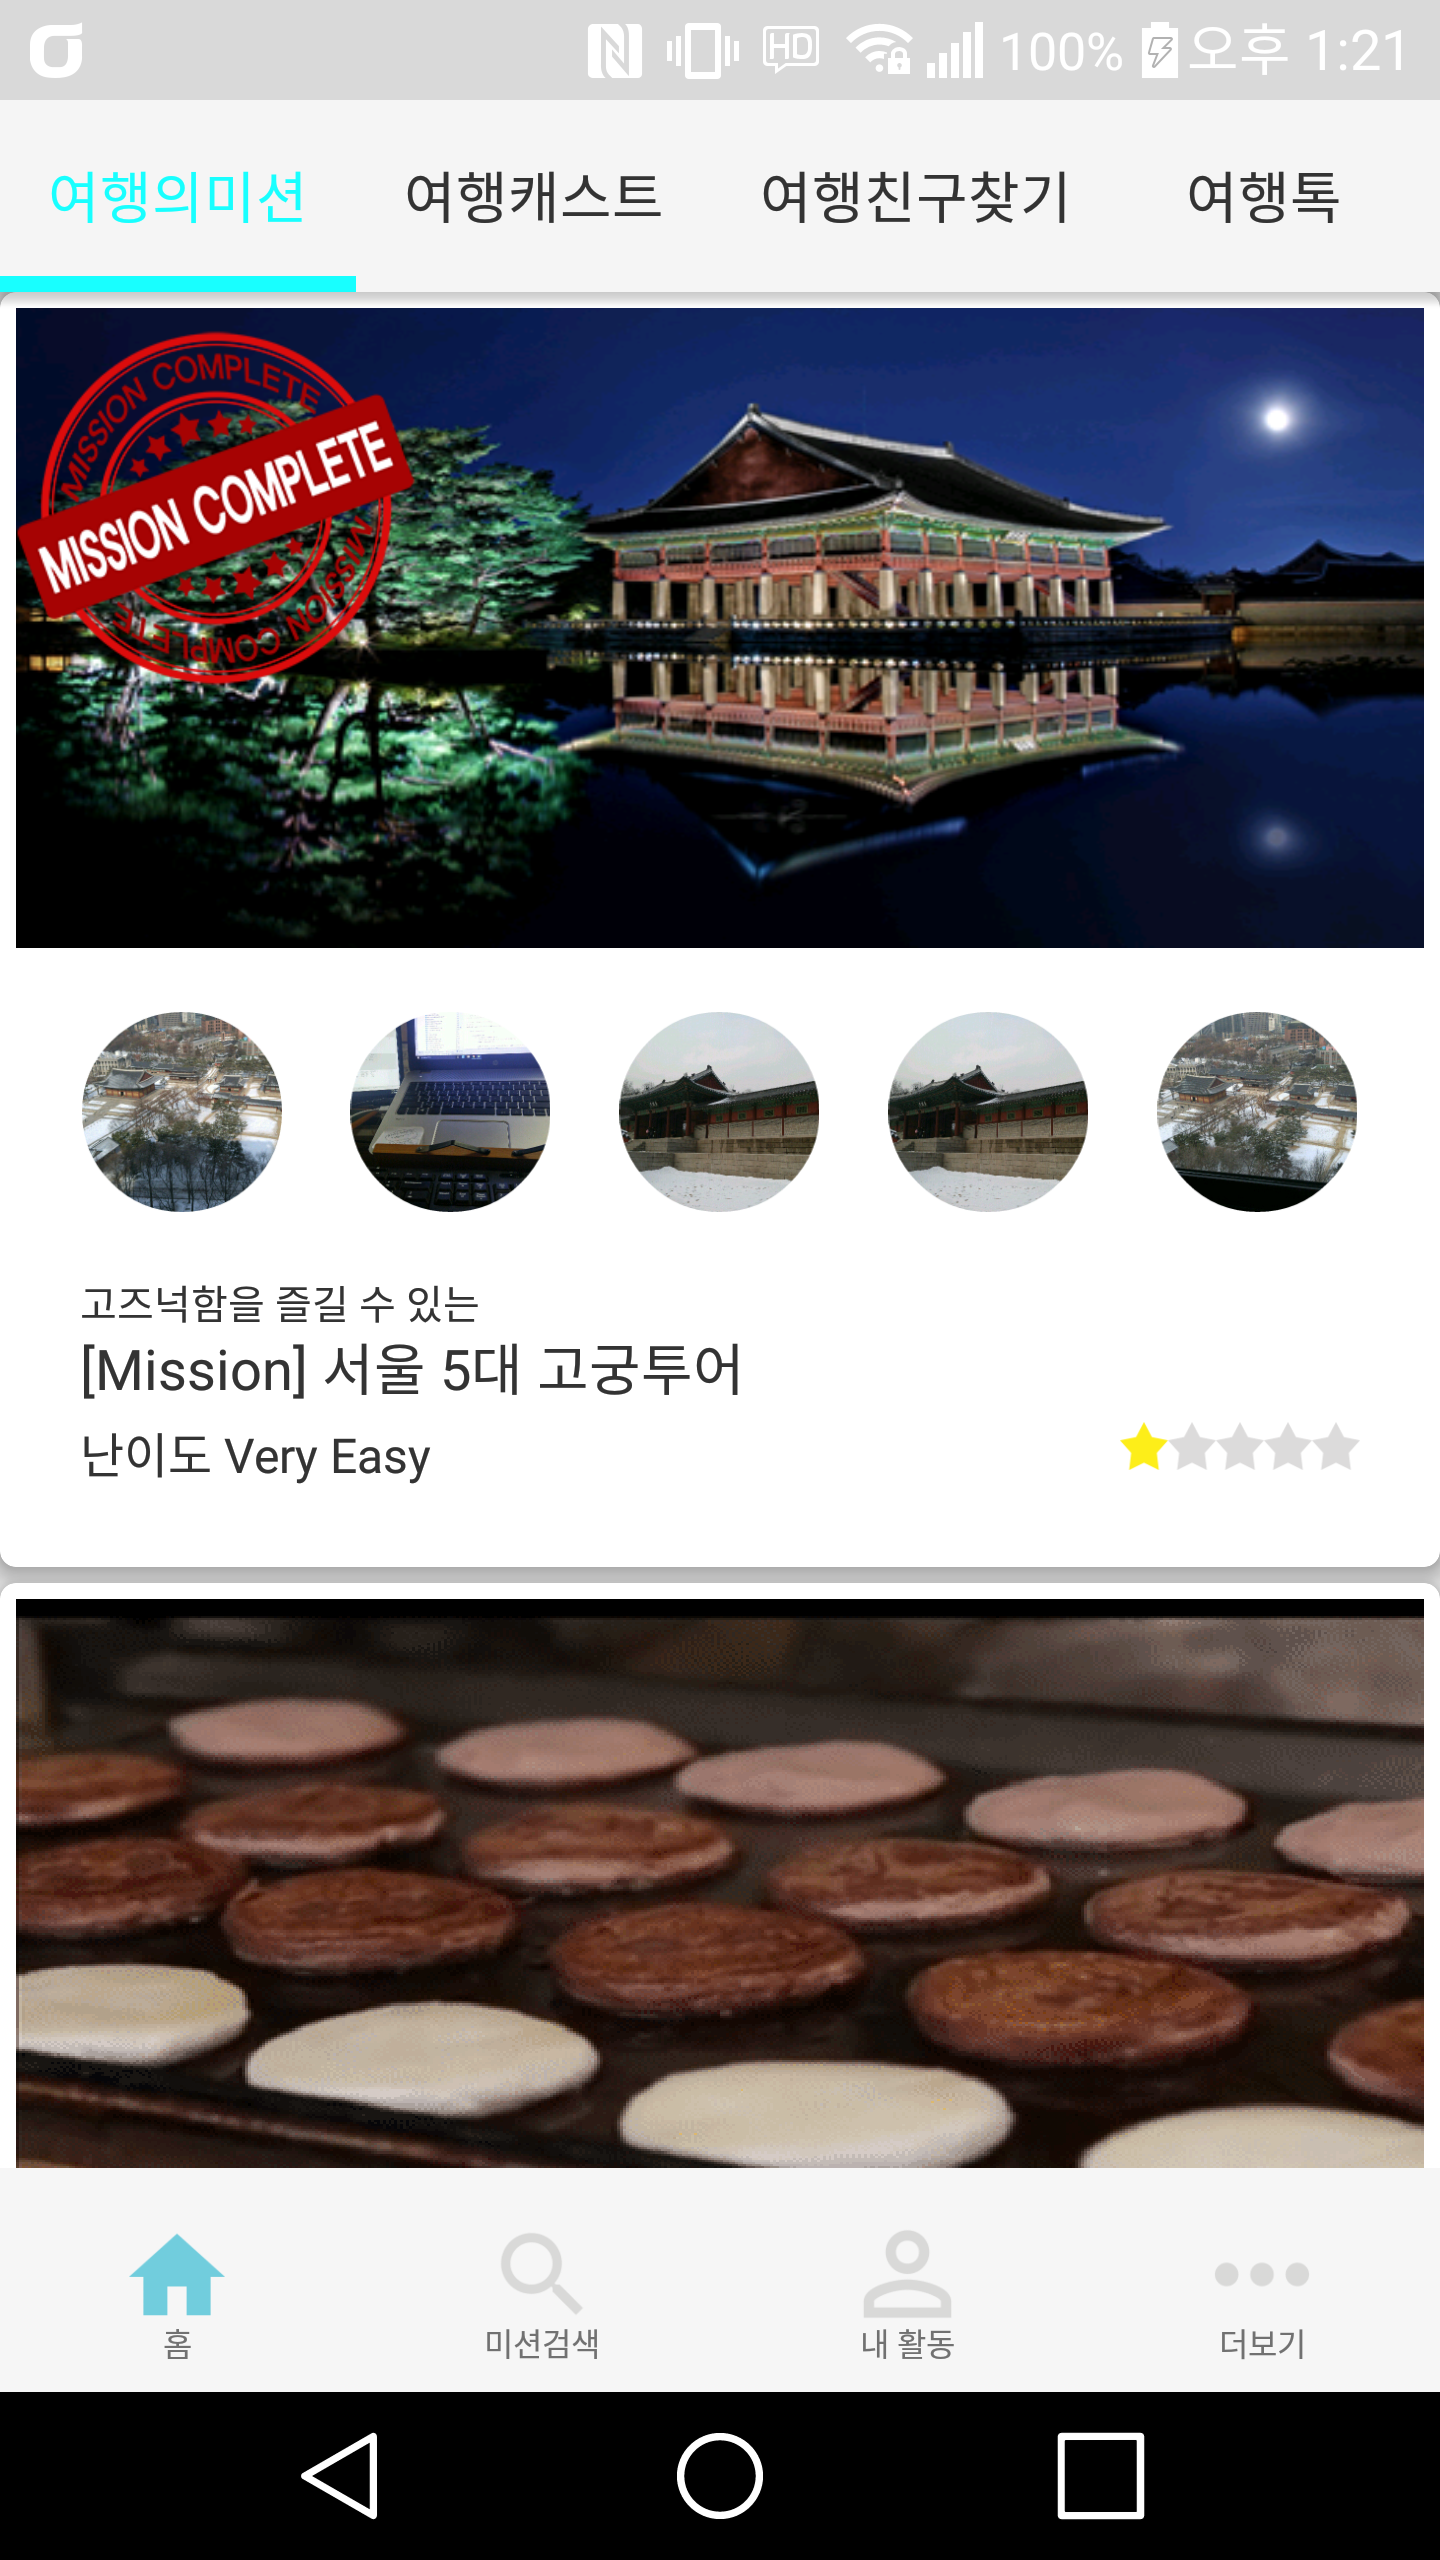 HD 100% 오후 1:21
여행의미션 여행캐스트 여행친구찾기 여행톡
MISSION COMPLETE
MISSION COMPLETE
MISSION COMPLETE
고즈넉함을 즐길 수 있는
[Mission] 서울 5대 고궁투어
난이도 Very Easy
홈 미션검색 내 활동 더보기